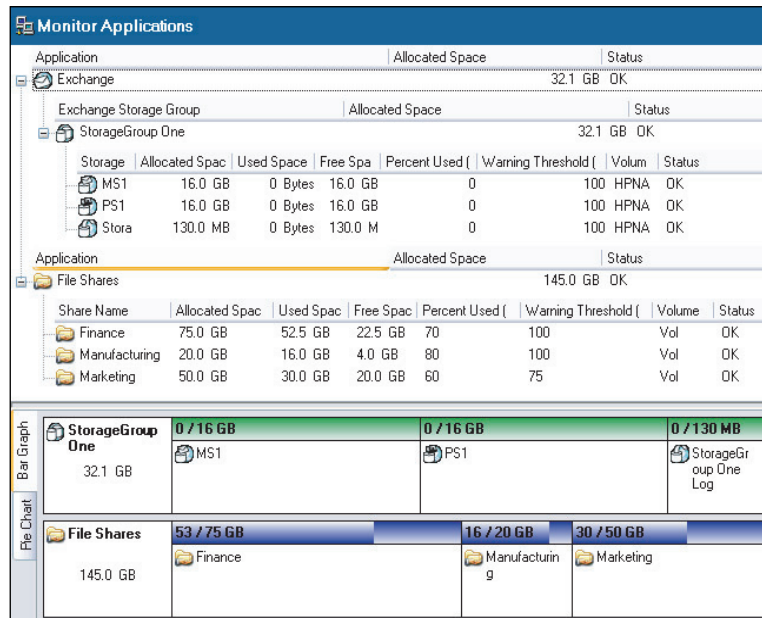 Monitor Applications
Application Allocated Space Status
Exchange 32.1 GB OK
Exchange Storage Group Allocated Space Status
StorageGroup One 32.1 GB OK
Storage Allocated Spac Used Space Free Spa Percent Used ( Warning Threshold ( Volum Status
MS1 16.0 GB 0 Bytes 16.0 GB 0 100 HPNA OK
PS1 16.0 GB 0 Bytes 16.0 GB 0 100 HPNA OK
Stora 130.0 MB 0 Bytes 130.0 M 0 100 HPNA OK
Application Allocated Space Status
File Shares 145.0 GB OK
Share Name Allocated Spac Used Spac Free Spac Percent Used ( Warning Threshold ( Volume Status
Finance 75.0 GB 52.5 GB 22.5 GB 70 100 Vol OK
Manufacturing 20.0 GB 16.0 GB 4.0 GB 80 100 Vol OK
Marketing 50.0 GB 30.0 GB 20.0 GB 60 75 Vol OK
Bar Graph
Pie Chart
StorageGroup
One
32.1 GB
0 / 16 GB
MS1
0 / 16 GB
PS1
0 / 130 MB
StorageGr
oup One
Log
File Shares
145.0 GB
53 / 75 GB
Finance
16 / 20 GB
Manufacturin
g
30 / 50 GB
Marketing